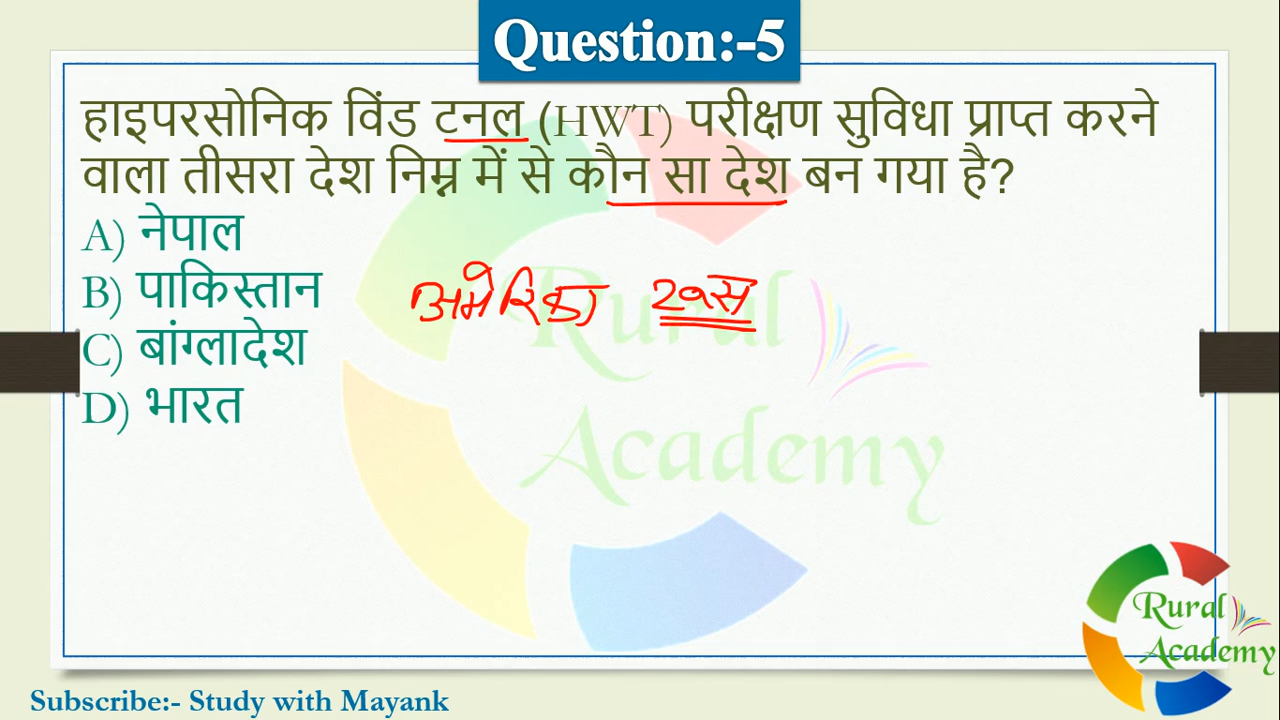 Question:-5
हाइपरसोनिक विंड टनल (HWT) परीक्षण सुविधा प्राप्त करने
वाला तीसरा देश निम्न में से कौन सा देश बन गया है?
A) नेपाल
B) पाकिस्तान
अमेरिका रूस
C) बांग्लादेश
D) भारत
Rural
Academy
Rural
Academy
Subscribe:- Study with Mayank